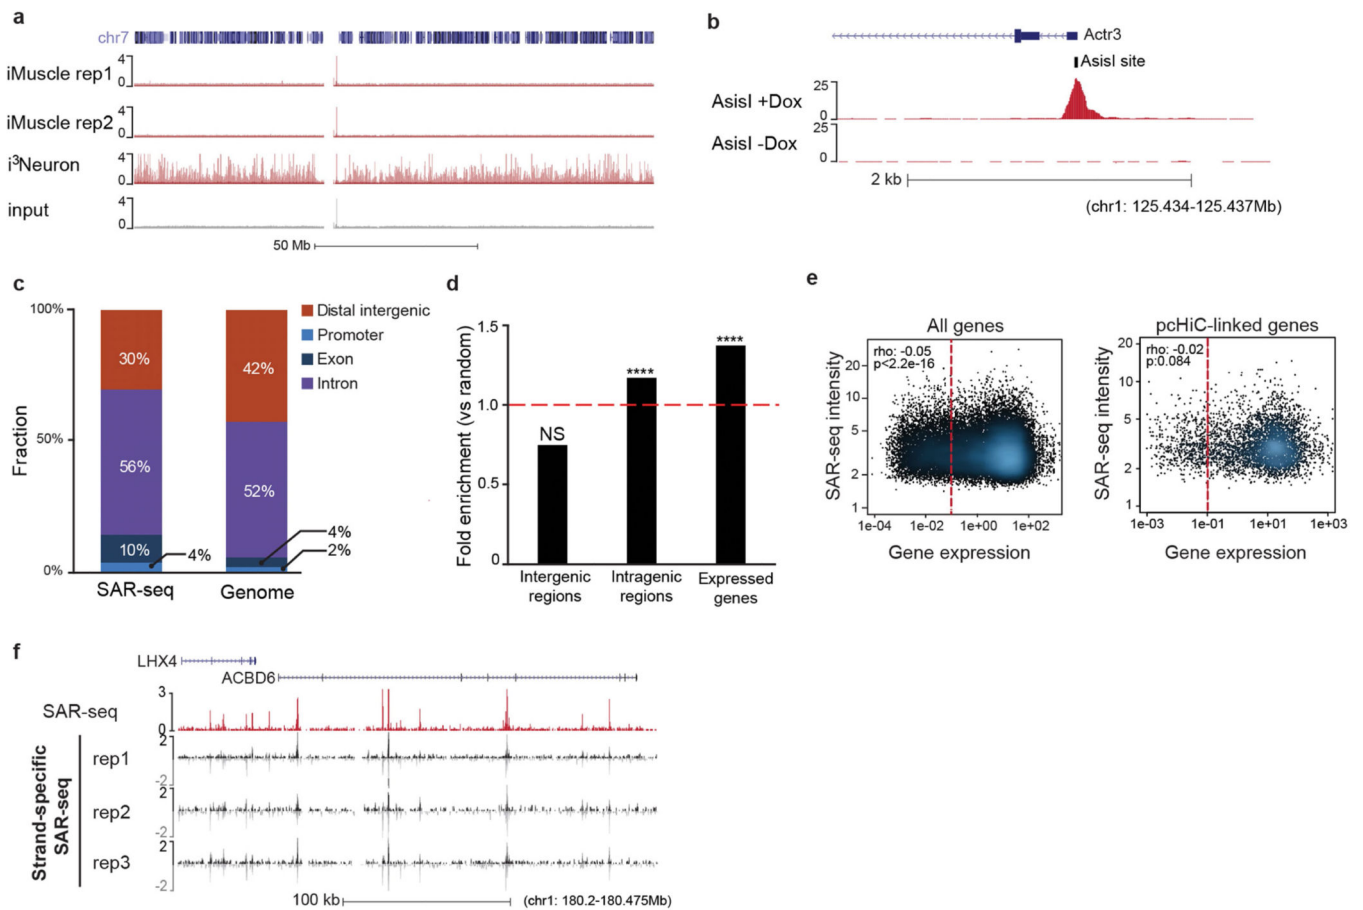 a
chr7
iMuscle rep1
4
0
iMuscle rep2
4
0
i³Neuron
4
0
input
4
0
50 Mb
b
Actr3
AsisI site
AsisI +Dox
25
0
AsisI -Dox
25
0
2 kb
(chr1: 125.434-125.437Mb)
c
Fraction
100%
50%
0%
30%
56%
10%
4%
42%
52%
4%
2%
SAR-seq
Genome
Distal intergenic
Promoter
Exon
Intron
d
Fold enrichment (vs random)
1.5
1.0
0.5
0
NS
****
****
Intergenic regions
Intragenic regions
Expressed genes
e
All genes
rho: -0.05
p<2.2e-16
SAR-seq intensity
20
10
5
2
1
1e-04
1e-02
1e+00
1e+02
Gene expression
pcHiC-linked genes
rho: -0.02
p:0.084
SAR-seq intensity
20
10
5
2
1
1e-03
1e-01
1e+01
1e+03
Gene expression
f
LHX4
ACBD6
SAR-seq
3
0
Strand-specific
SAR-seq
rep1
2
-2
rep2
2
-2
rep3
2
-2
100 kb
(chr1: 180.2-180.475Mb)